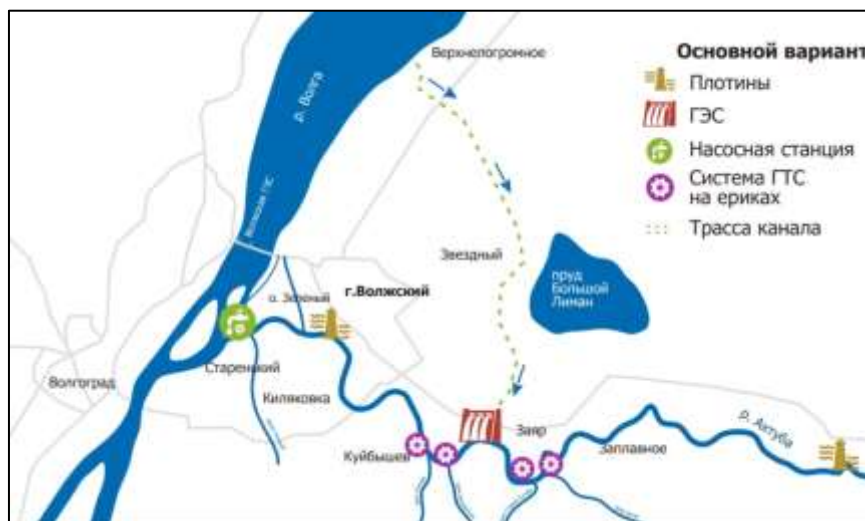 Верхнепогромное
Основной вариант
Плотины
ГЭС
Насосная станция
Система ГТС
на ериках
Трасса канала
р. Волга
Волжская ГЭС
Звездный
пруд
Большой
Лиман
о. Зеленый
г.Волжский
Старенький
Волгоград
Киляковка
Куйбышев
Заяр
Заплавное
р. Ахтуба